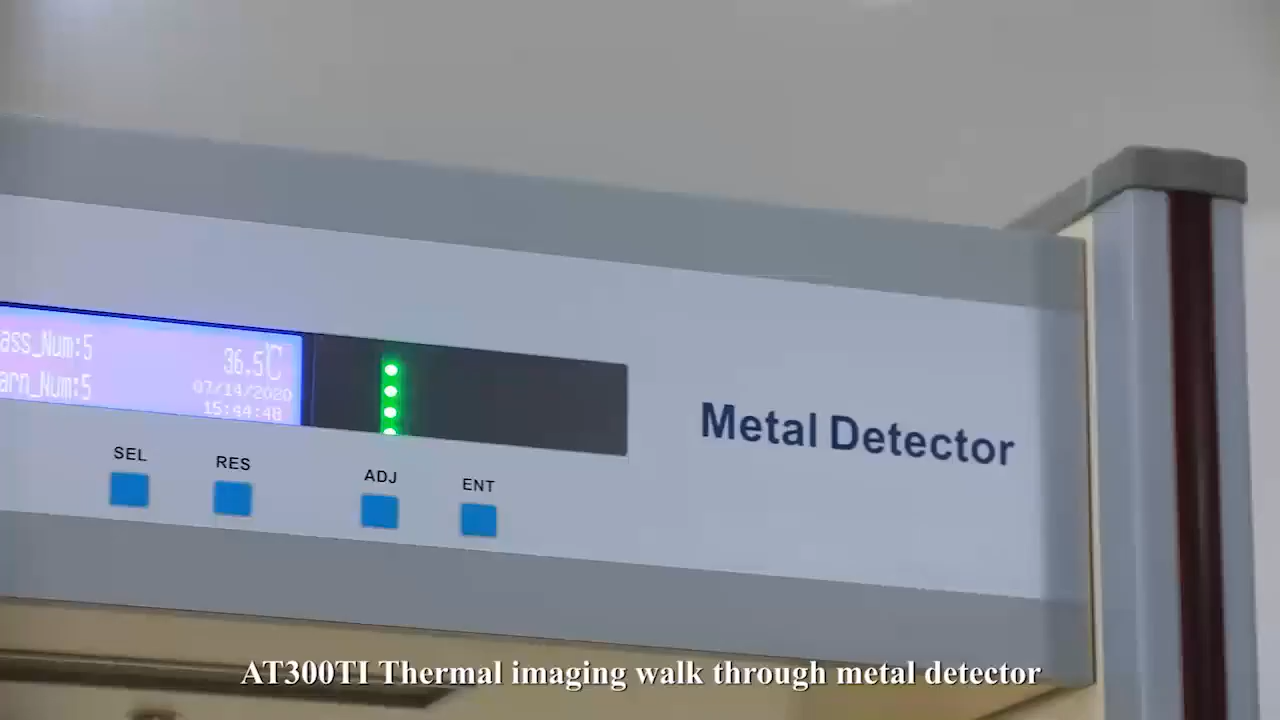 ass_Num:5
36.5℃
arn_Num:5
07/14/2020
15:44:48
SEL
RES
ADJ
ENT
Metal Detector
AT300TI Thermal imaging walk through metal detector